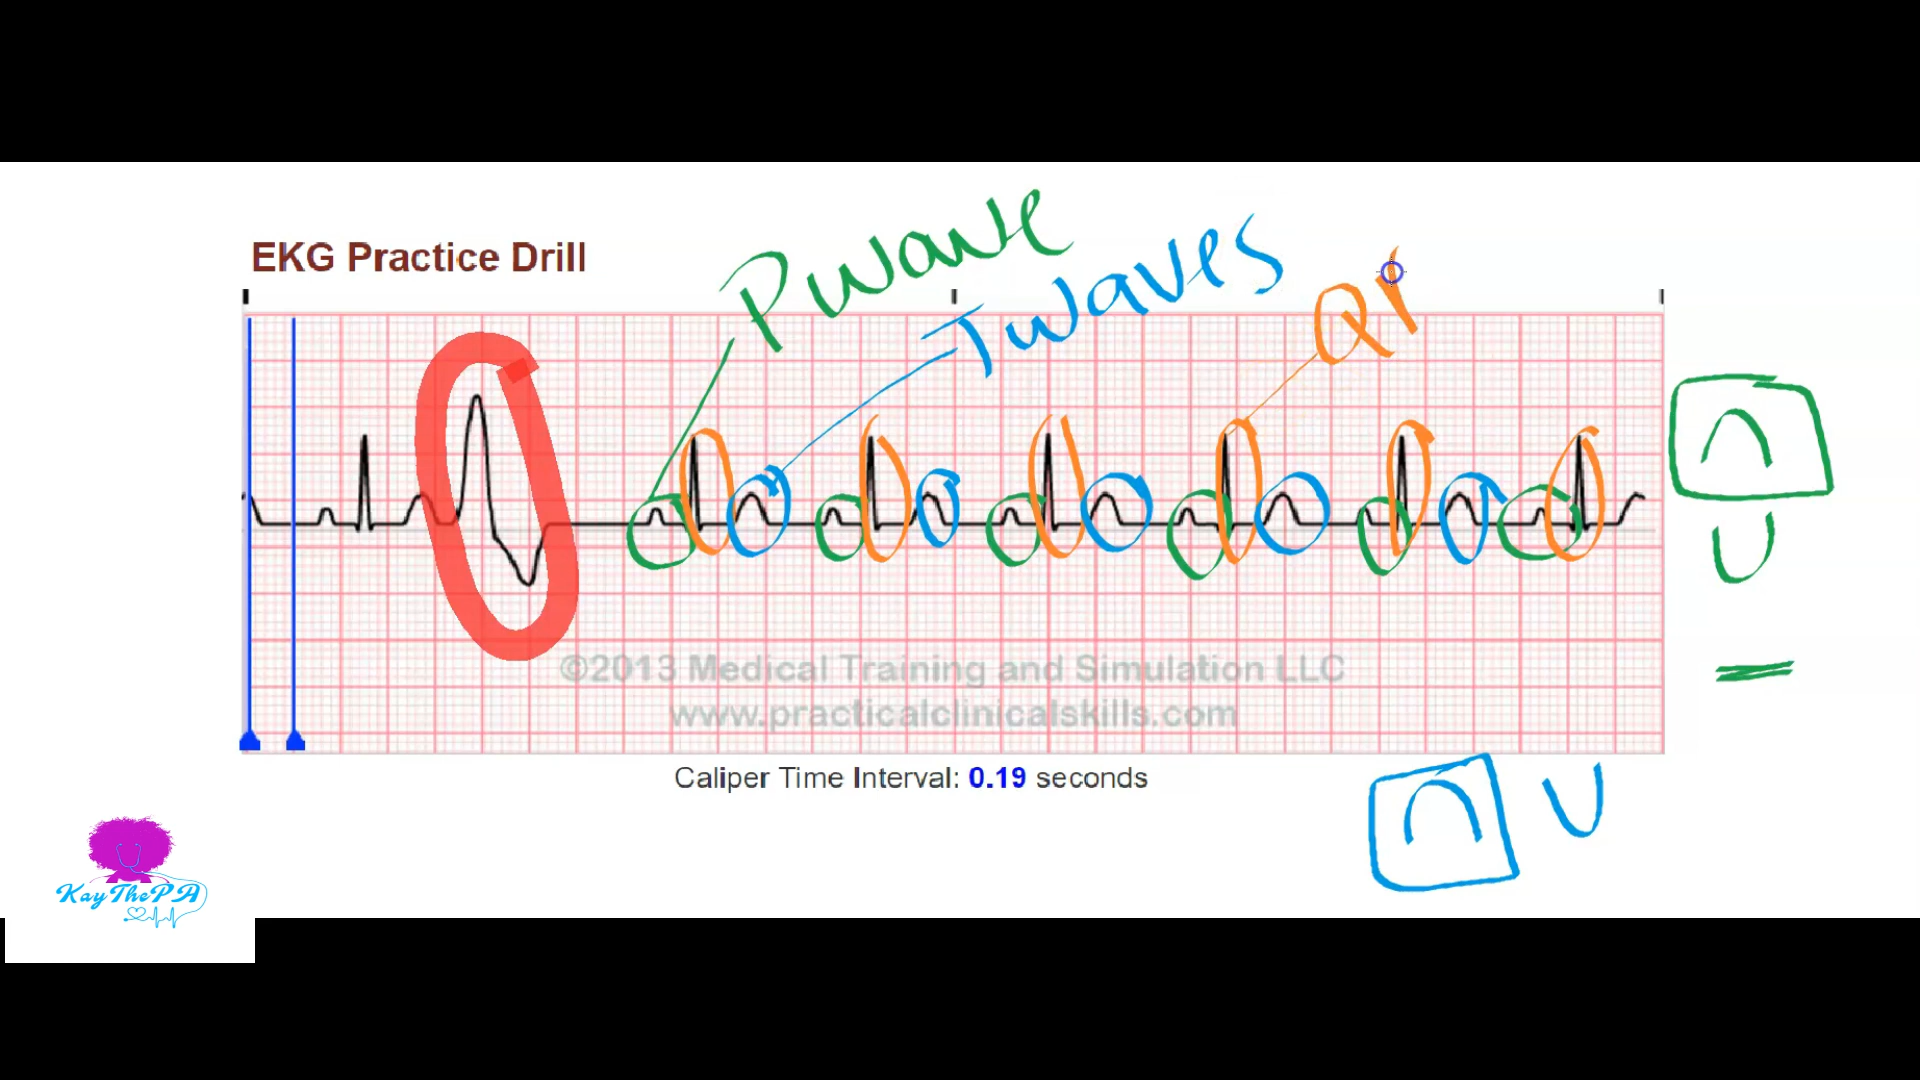 EKG Practice Drill
P wave
T waves
QR
©2013 Medical Training and Simulation LLC
www.practicalclinicalskills.com
Caliper Time Interval: 0.19 seconds
KayThePA